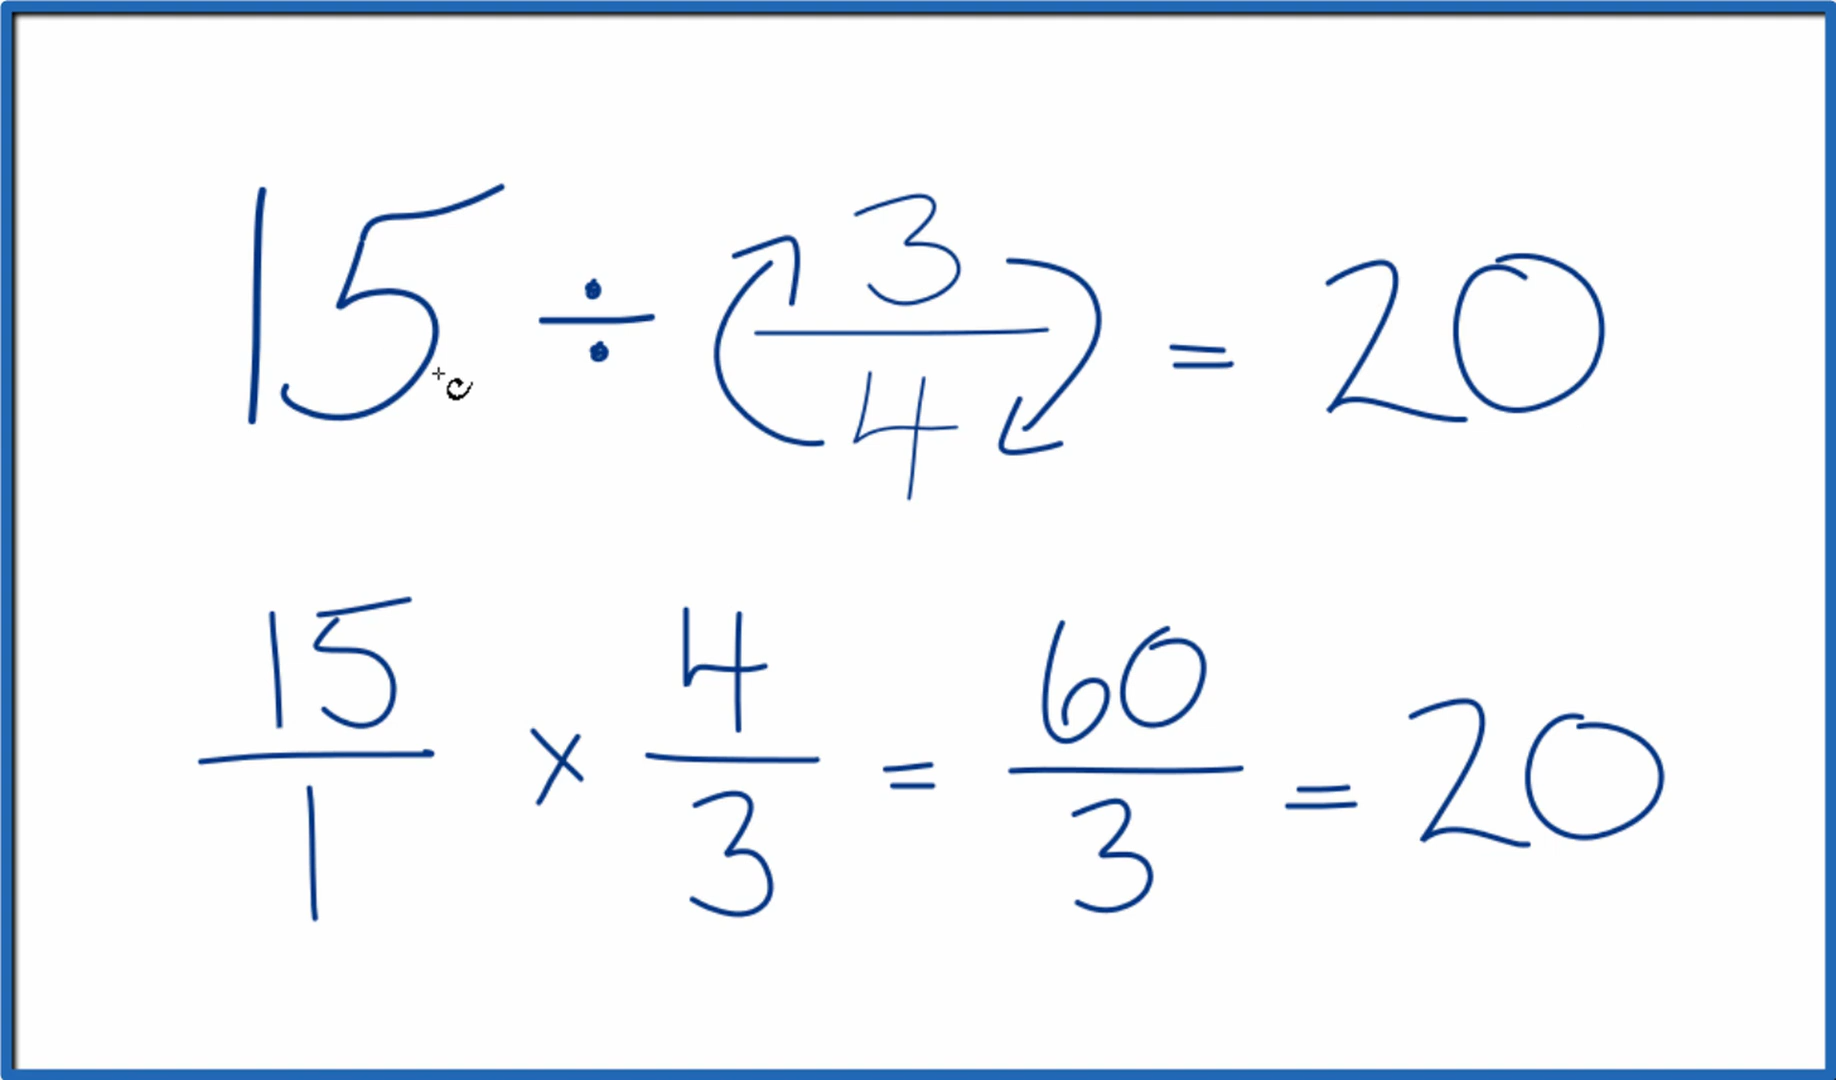 15 ÷ 3/4 = 20
15/1 × 4/3 = 60/3 = 20